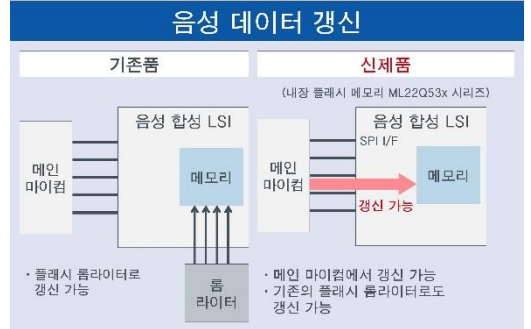 음성 데이터 갱신
기존품
음성 합성 LSI
메인
마이컴
메모리
롬
라이터
· 플래시 롬라이터로
갱신 가능
신제품
(내장 플래시 메모리 ML22Q53x 시리즈)
음성 합성 LSI
SPI I/F
메인
마이컴
메모리
갱신 가능
· 메인 마이컴에서 갱신 가능
· 기존의 플래시 롬라이터로도
갱신 가능